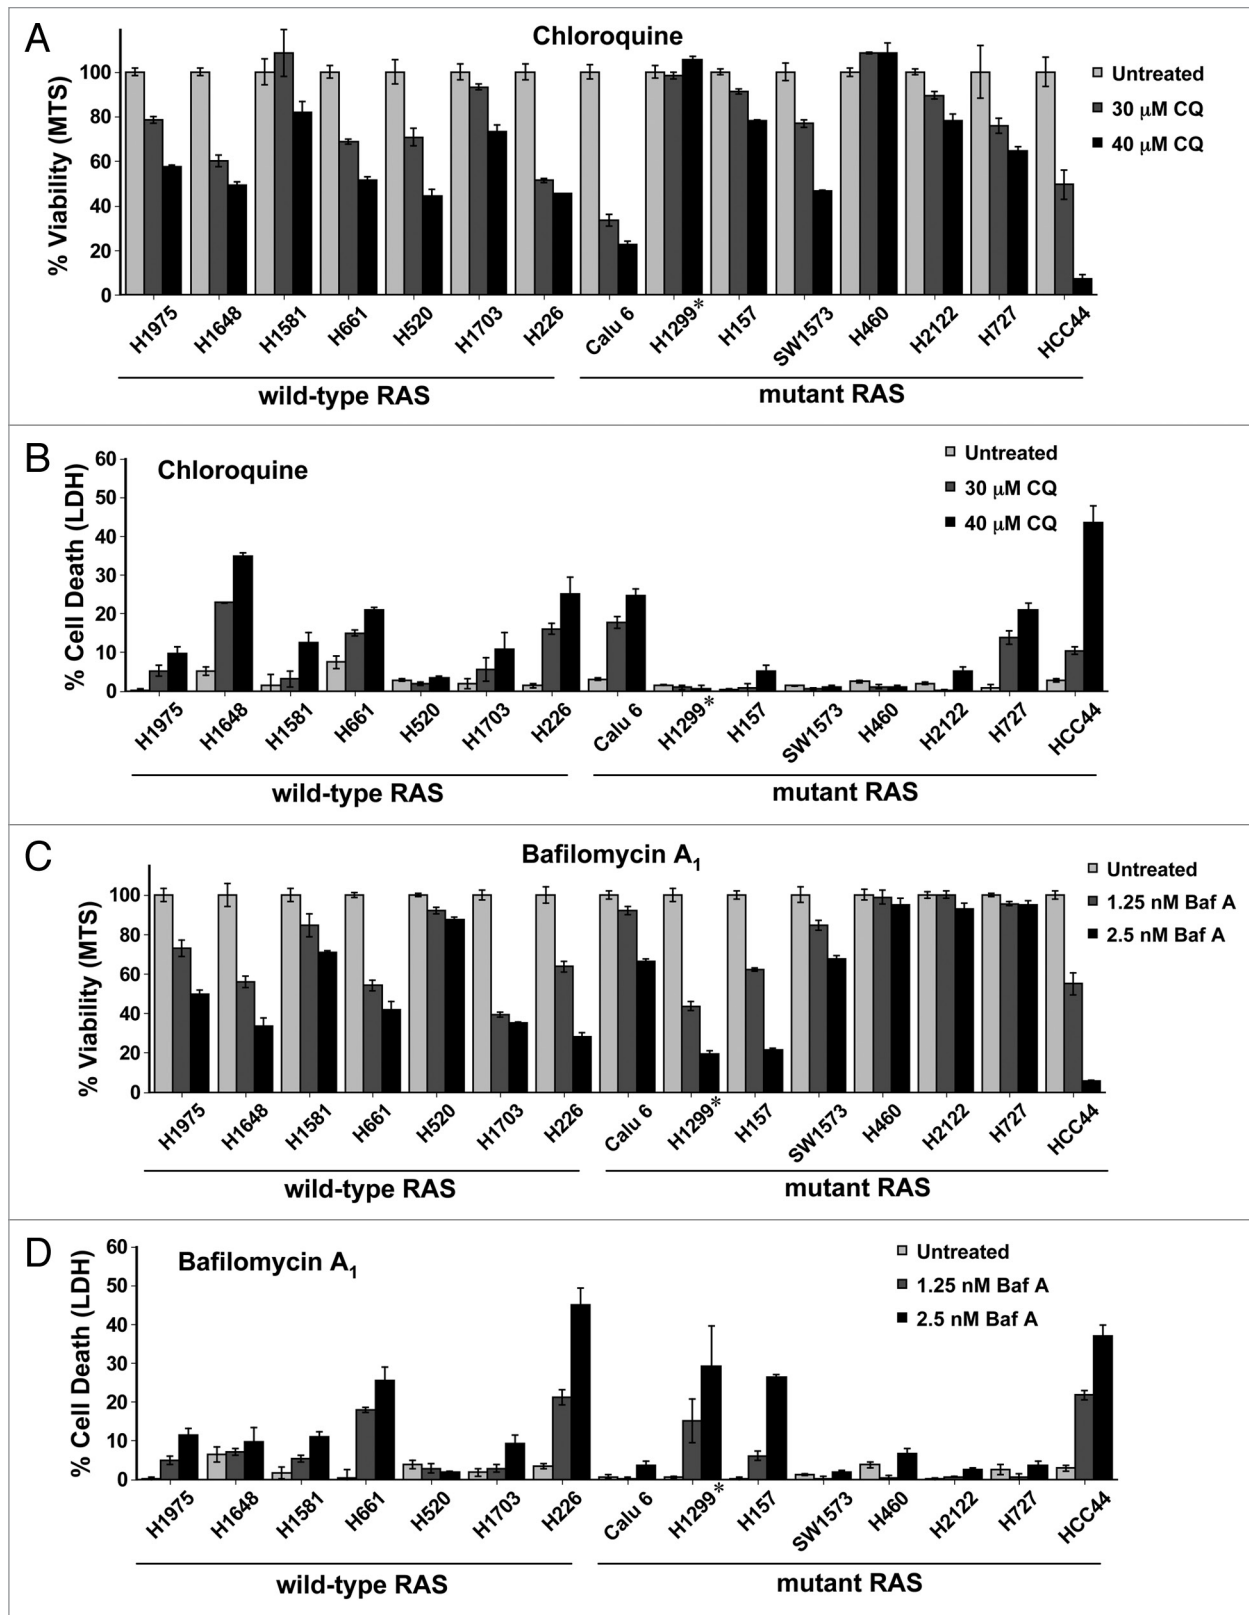 A
Chloroquine
% Viability (MTS)
100
80
60
40
20
0
Untreated
30 μM CQ
40 μM CQ
H1975
H1648
H1581
H661
H520
H1703
H226
Calu 6
H1299*
H157
SW1573
H460
H2122
H727
HCC44
wild-type RAS
mutant RAS
B
Chloroquine
% Cell Death (LDH)
60
50
40
30
20
10
0
Untreated
30 μM CQ
40 μM CQ
H1975
H1648
H1581
H661
H520
H1703
H226
Calu 6
H1299*
H157
SW1573
H460
H2122
H727
HCC44
wild-type RAS
mutant RAS
C
Bafilomycin A1
% Viability (MTS)
100
80
60
40
20
0
Untreated
1.25 nM Baf A
2.5 nM Baf A
H1975
H1648
H1581
H661
H520
H1703
H226
Calu 6
H1299*
H157
SW1573
H460
H2122
H727
HCC44
wild-type RAS
mutant RAS
D
Bafilomycin A1
% Cell Death (LDH)
60
50
40
30
20
10
0
Untreated
1.25 nM Baf A
2.5 nM Baf A
H1975
H1648
H1581
H661
H520
H1703
H226
Calu 6
H1299*
H157
SW1573
H460
H2122
H727
HCC44
wild-type RAS
mutant RAS